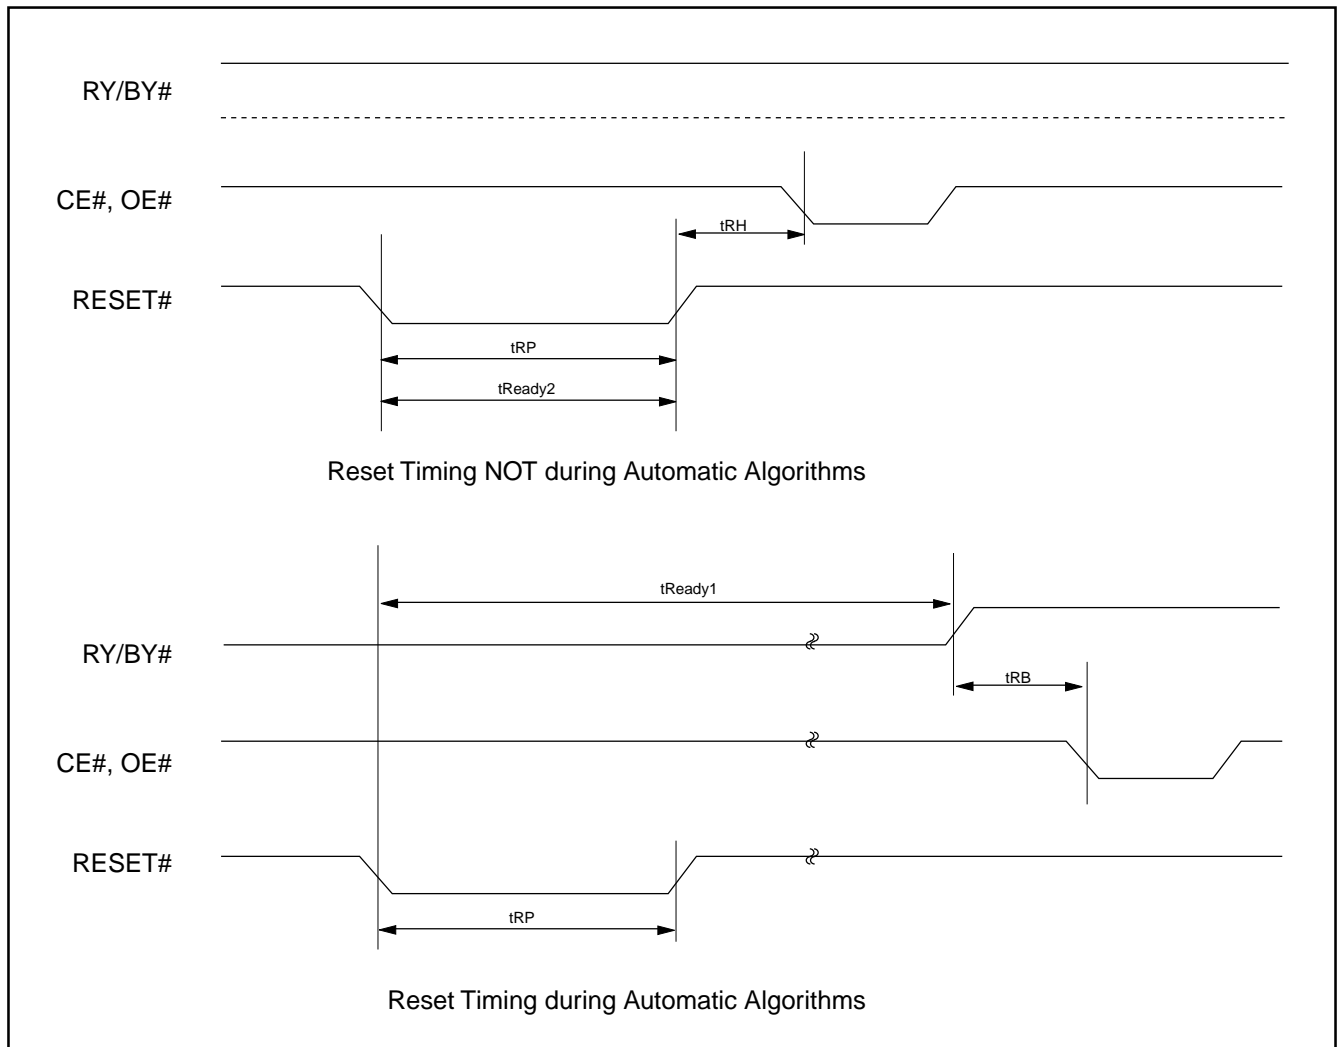 RY/BY#
CE#, OE#
tRH
RESET#
tRP
tReady2
Reset Timing NOT during Automatic Algorithms
tReady1
RY/BY#
tRB
CE#, OE#
RESET#
tRP
Reset Timing during Automatic Algorithms